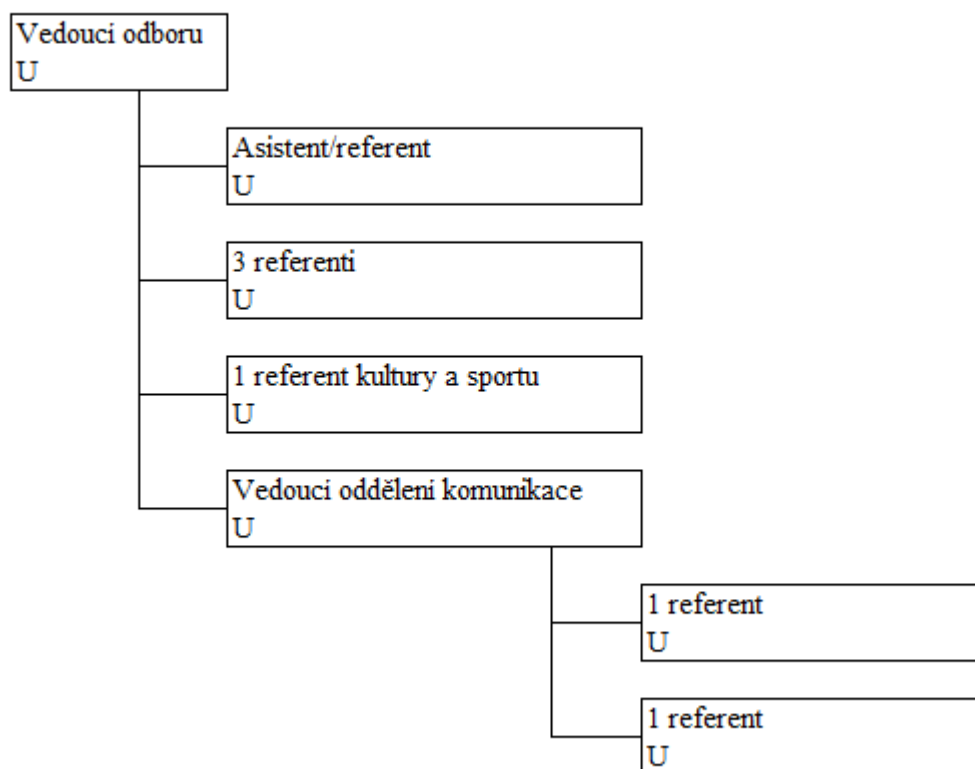 Vedoucí odboru
U
Asistent/referent
U
3 referenti
U
1 referent kultury a sportu
U
Vedoucí oddělení komunikace
U
1 referent
U
1 referent
U